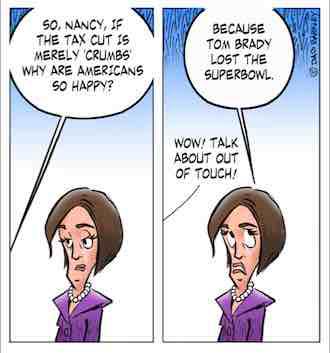 SO, NANCY, IF
THE TAX CUT IS
MERELY 'CRUMBS'
WHY ARE AMERICANS
SO HAPPY?
BECAUSE
TOM BRADY
LOST THE
SUPERBOWL.
WOW! TALK
ABOUT OUT
OF TOUCH!